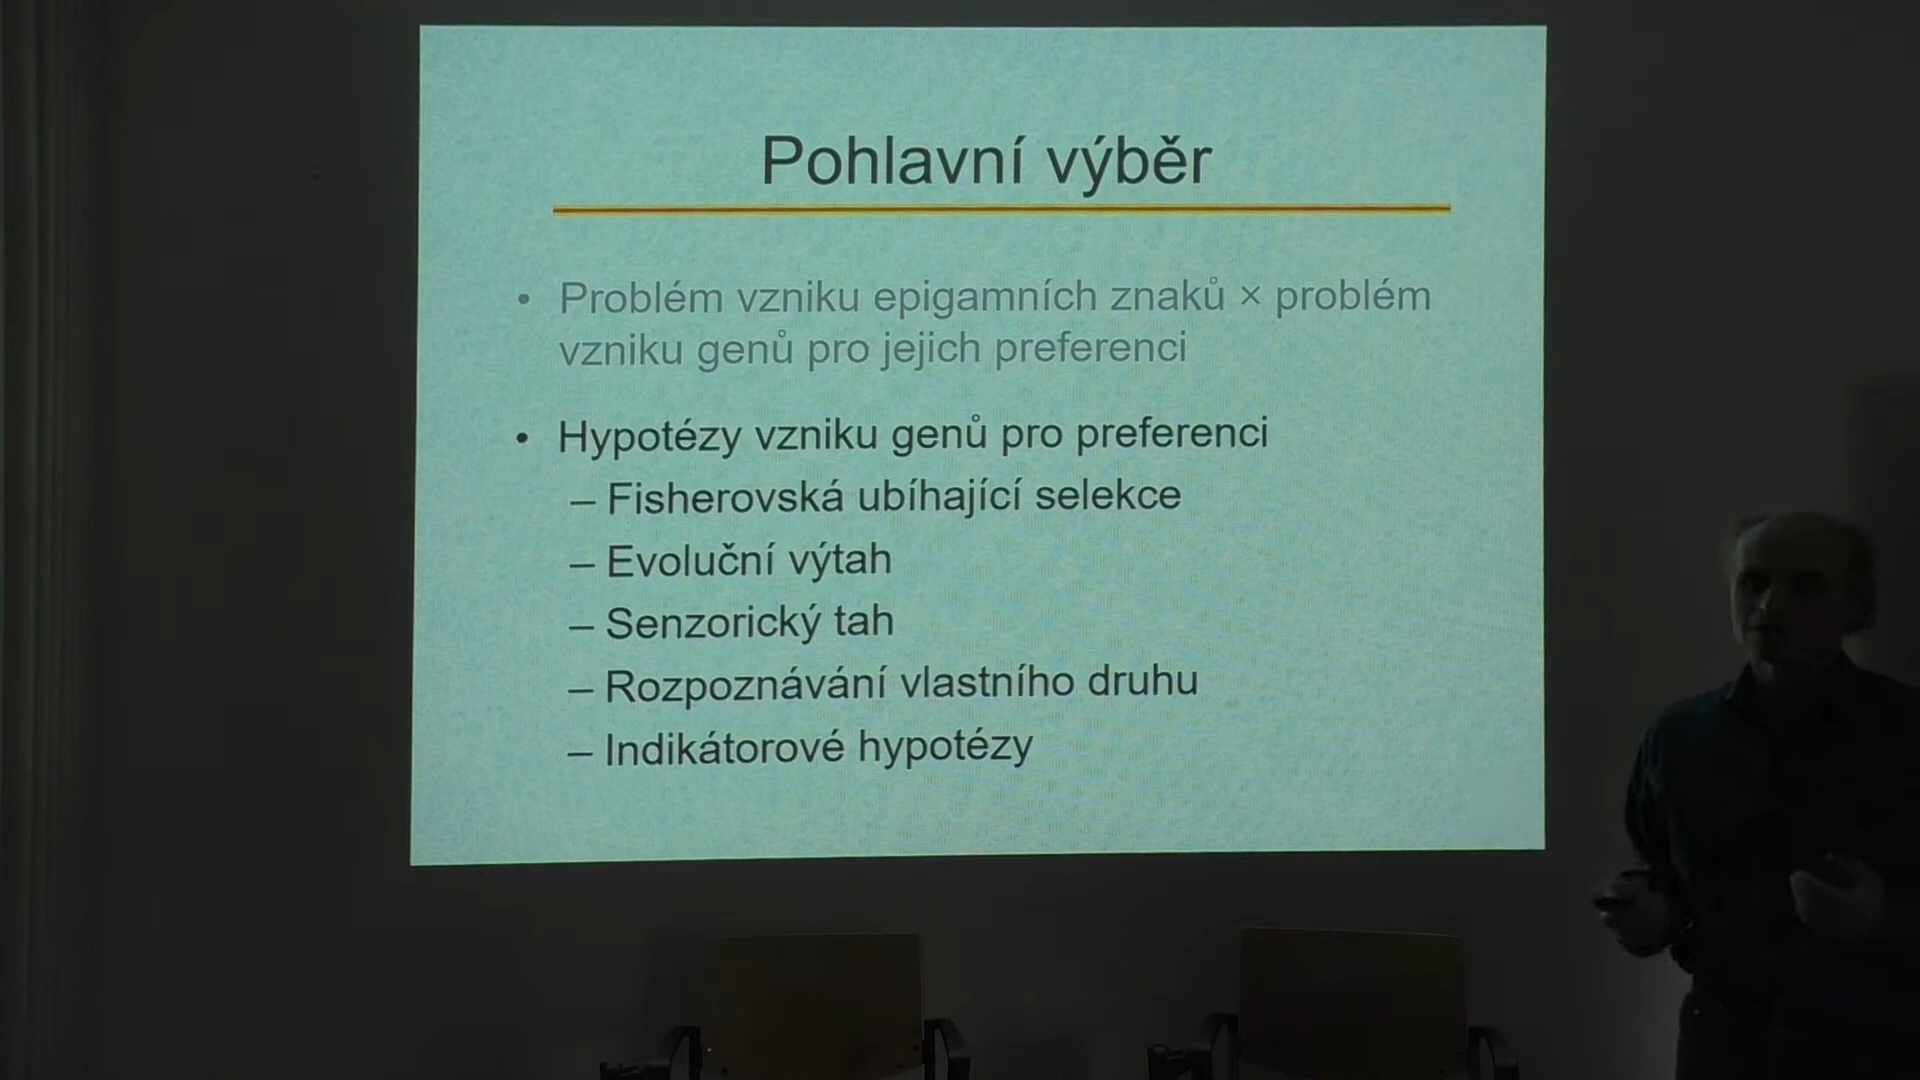 Pohlavní výběr
• Problém vzniku epigamních znaků × problém
vzniku genů pro jejich preferenci
• Hypotézy vzniku genů pro preferenci
– Fisherovská ubíhající selekce
– Evoluční výtah
– Senzorický tah
– Rozpoznávání vlastního druhu
– Indikátorové hypotézy